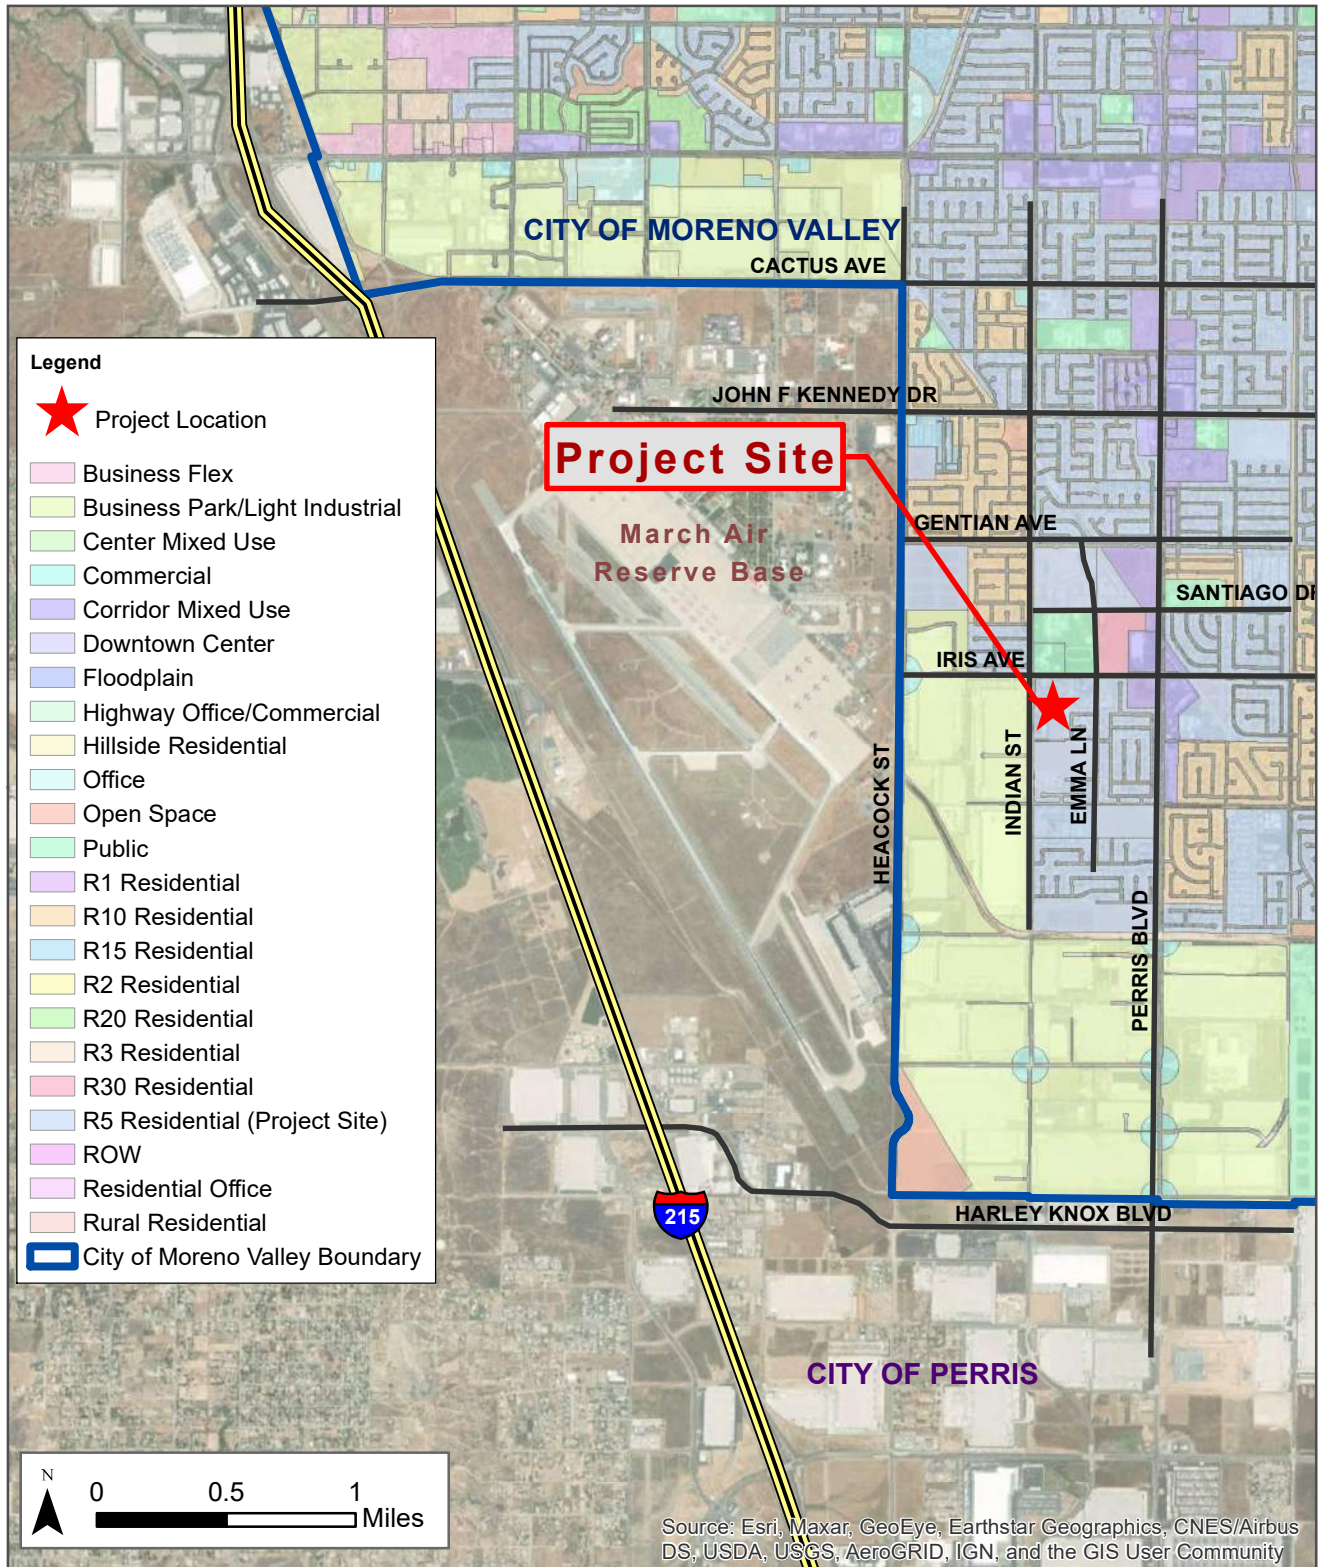 CITY OF MORENO VALLEY
CACTUS AVE
JOHN F KENNEDY DR
Project Site
March Air
Reserve Base
GENTIAN AVE
SANTIAGO DR
IRIS AVE
HEACOCK ST
INDIAN ST
EMMA LN
PERRIS BLVD
HARLEY KNOX BLVD
215
CITY OF PERRIS
Legend
Project Location
Business Flex
Business Park/Light Industrial
Center Mixed Use
Commercial
Corridor Mixed Use
Downtown Center
Floodplain
Highway Office/Commercial
Hillside Residential
Office
Open Space
Public
R1 Residential
R10 Residential
R15 Residential
R2 Residential
R20 Residential
R3 Residential
R30 Residential
R5 Residential (Project Site)
ROW
Residential Office
Rural Residential
City of Moreno Valley Boundary
N
0 0.5 1
Miles
Source: Esri, Maxar, GeoEye, Earthstar Geographics, CNES/Airbus
DS, USDA, USGS, AeroGRID, IGN, and the GIS User Community